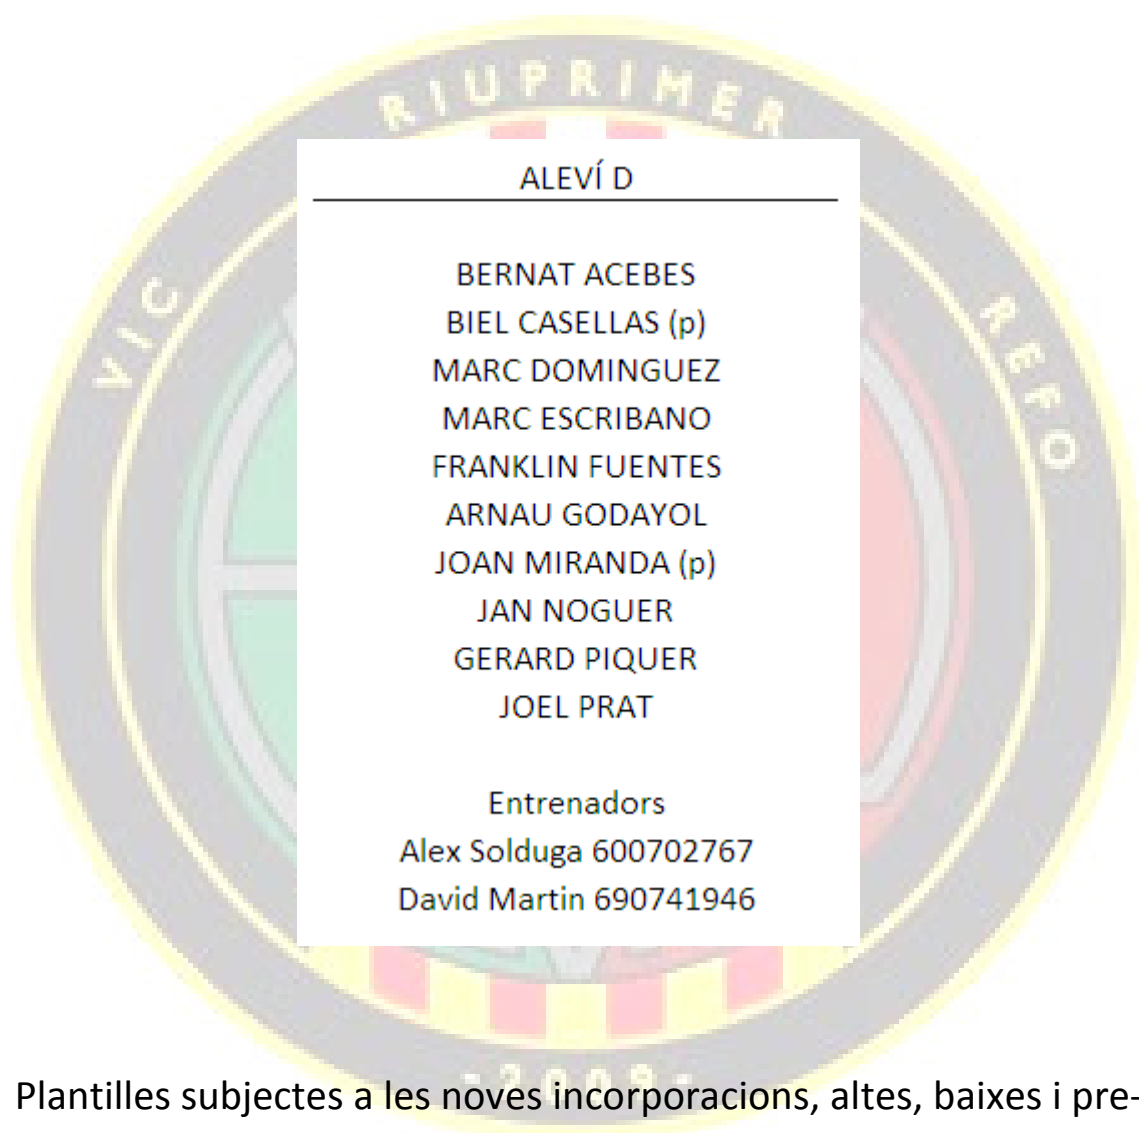 VIC RIUPRIMER REFO
ALEVÍ D
BERNAT ACEBES
BIEL CASELLAS (p)
MARC DOMINGUEZ
MARC ESCRIBANO
FRANKLIN FUENTES
ARNAU GODAYOL
JOAN MIRANDA (p)
JAN NOGUER
GERARD PIQUER
JOEL PRAT
Entrenadors
Alex Solduga 600702767
David Martin 690741946
-2009-
Plantilles subjectes a les noves incorporacions, altes, baixes i pre-